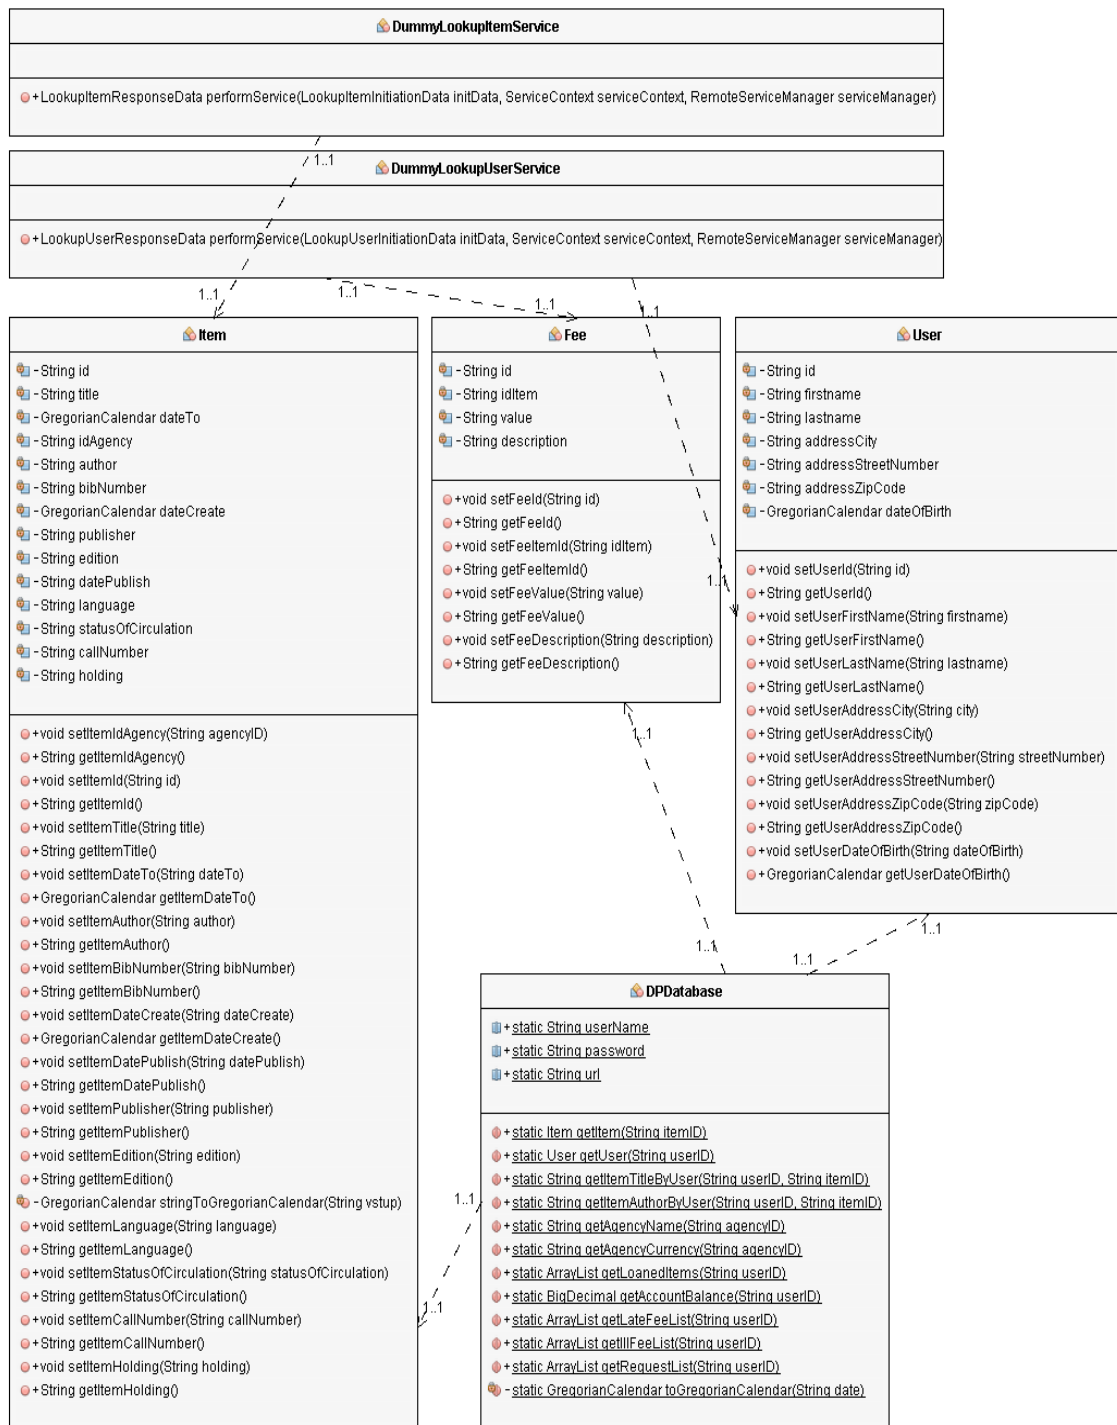 DummyLookupItemService
+LookupItemResponseData performService(LookupItemInitiationData initData, ServiceContext serviceContext, RemoteServiceManager serviceManager)
1..1
DummyLookupUserService
+LookupUserResponseData performService(LookupUserInitiationData initData, ServiceContext serviceContext, RemoteServiceManager serviceManager)
1..1
1..1
1..1
1..1
Item
-String id
-String title
-GregorianCalendar dateTo
-String idAgency
-String author
-String bibNumber
-GregorianCalendar dateCreate
-String publisher
-String edition
-String datePublish
-String language
-String statusOfCirculation
-String callNumber
-String holding
+void setItemIdAgency(String agencyID)
+String getItemIdAgency()
+void setItemId(String id)
+String getItemId()
+void setItemTitle(String title)
+String getItemTitle()
+void setItemDateTo(String dateTo)
+GregorianCalendar getItemDateTo()
+void setItemAuthor(String author)
+String getItemAuthor()
+void setItemBibNumber(String bibNumber)
+String getItemBibNumber()
+void setItemDateCreate(String dateCreate)
+GregorianCalendar getItemDateCreate()
+void setItemDatePublish(String datePublish)
+String getItemDatePublish()
+void setItemPublisher(String publisher)
+String getItemPublisher()
+void setItemEdition(String edition)
+String getItemEdition()
-GregorianCalendar stringToGregorianCalendar(String vstup)
+void setItemLanguage(String language)
+String getItemLanguage()
+void setItemStatusOfCirculation(String statusOfCirculation)
+String getItemStatusOfCirculation()
+void setItemCallNumber(String callNumber)
+String getItemCallNumber()
+void setItemHolding(String holding)
+String getItemHolding()
Fee
-String id
-String idItem
-String value
-String description
+void setFeeId(String id)
+String getFeeId()
+void setFeeItemId(String idItem)
+String getFeeItemId()
+void setFeeValue(String value)
+String getFeeValue()
+void setFeeDescription(String description)
+String getFeeDescription()
1..1
User
-String id
-String firstname
-String lastname
-String addressCity
-String addressStreetNumber
-String addressZipCode
-GregorianCalendar dateOfBirth
+void setUserId(String id)
+String getUserId()
+void setUserFirstName(String firstname)
+String getUserFirstName()
+void setUserLastName(String lastname)
+String getUserLastName()
+void setUserAddressCity(String city)
+String getUserAddressCity()
+void setUserAddressStreetNumber(String streetNumber)
+String getUserAddressStreetNumber()
+void setUserAddressZipCode(String zipCode)
+String getUserAddressZipCode()
+void setUserDateOfBirth(String dateOfBirth)
+GregorianCalendar getUserDateOfBirth()
1..1
1..1
1..1
1..1
DPDatabase
+static String userName
+static String password
+static String url
+static Item getItem(String itemID)
+static User getUser(String userID)
+static String getItemTitleByUser(String userID, String itemID)
+static String getItemAuthorByUser(String userID, String itemID)
+static String getAgencyName(String agencyID)
+static String getAgencyCurrency(String agencyID)
+static ArrayList getLoanedItems(String userID)
+static BigDecimal getAccountBalance(String userID)
+static ArrayList getLateFeeList(String userID)
+static ArrayList getIllFeeList(String userID)
+static ArrayList getRequestList(String userID)
-static GregorianCalendar toGregorianCalendar(String date)
1..1
1..1